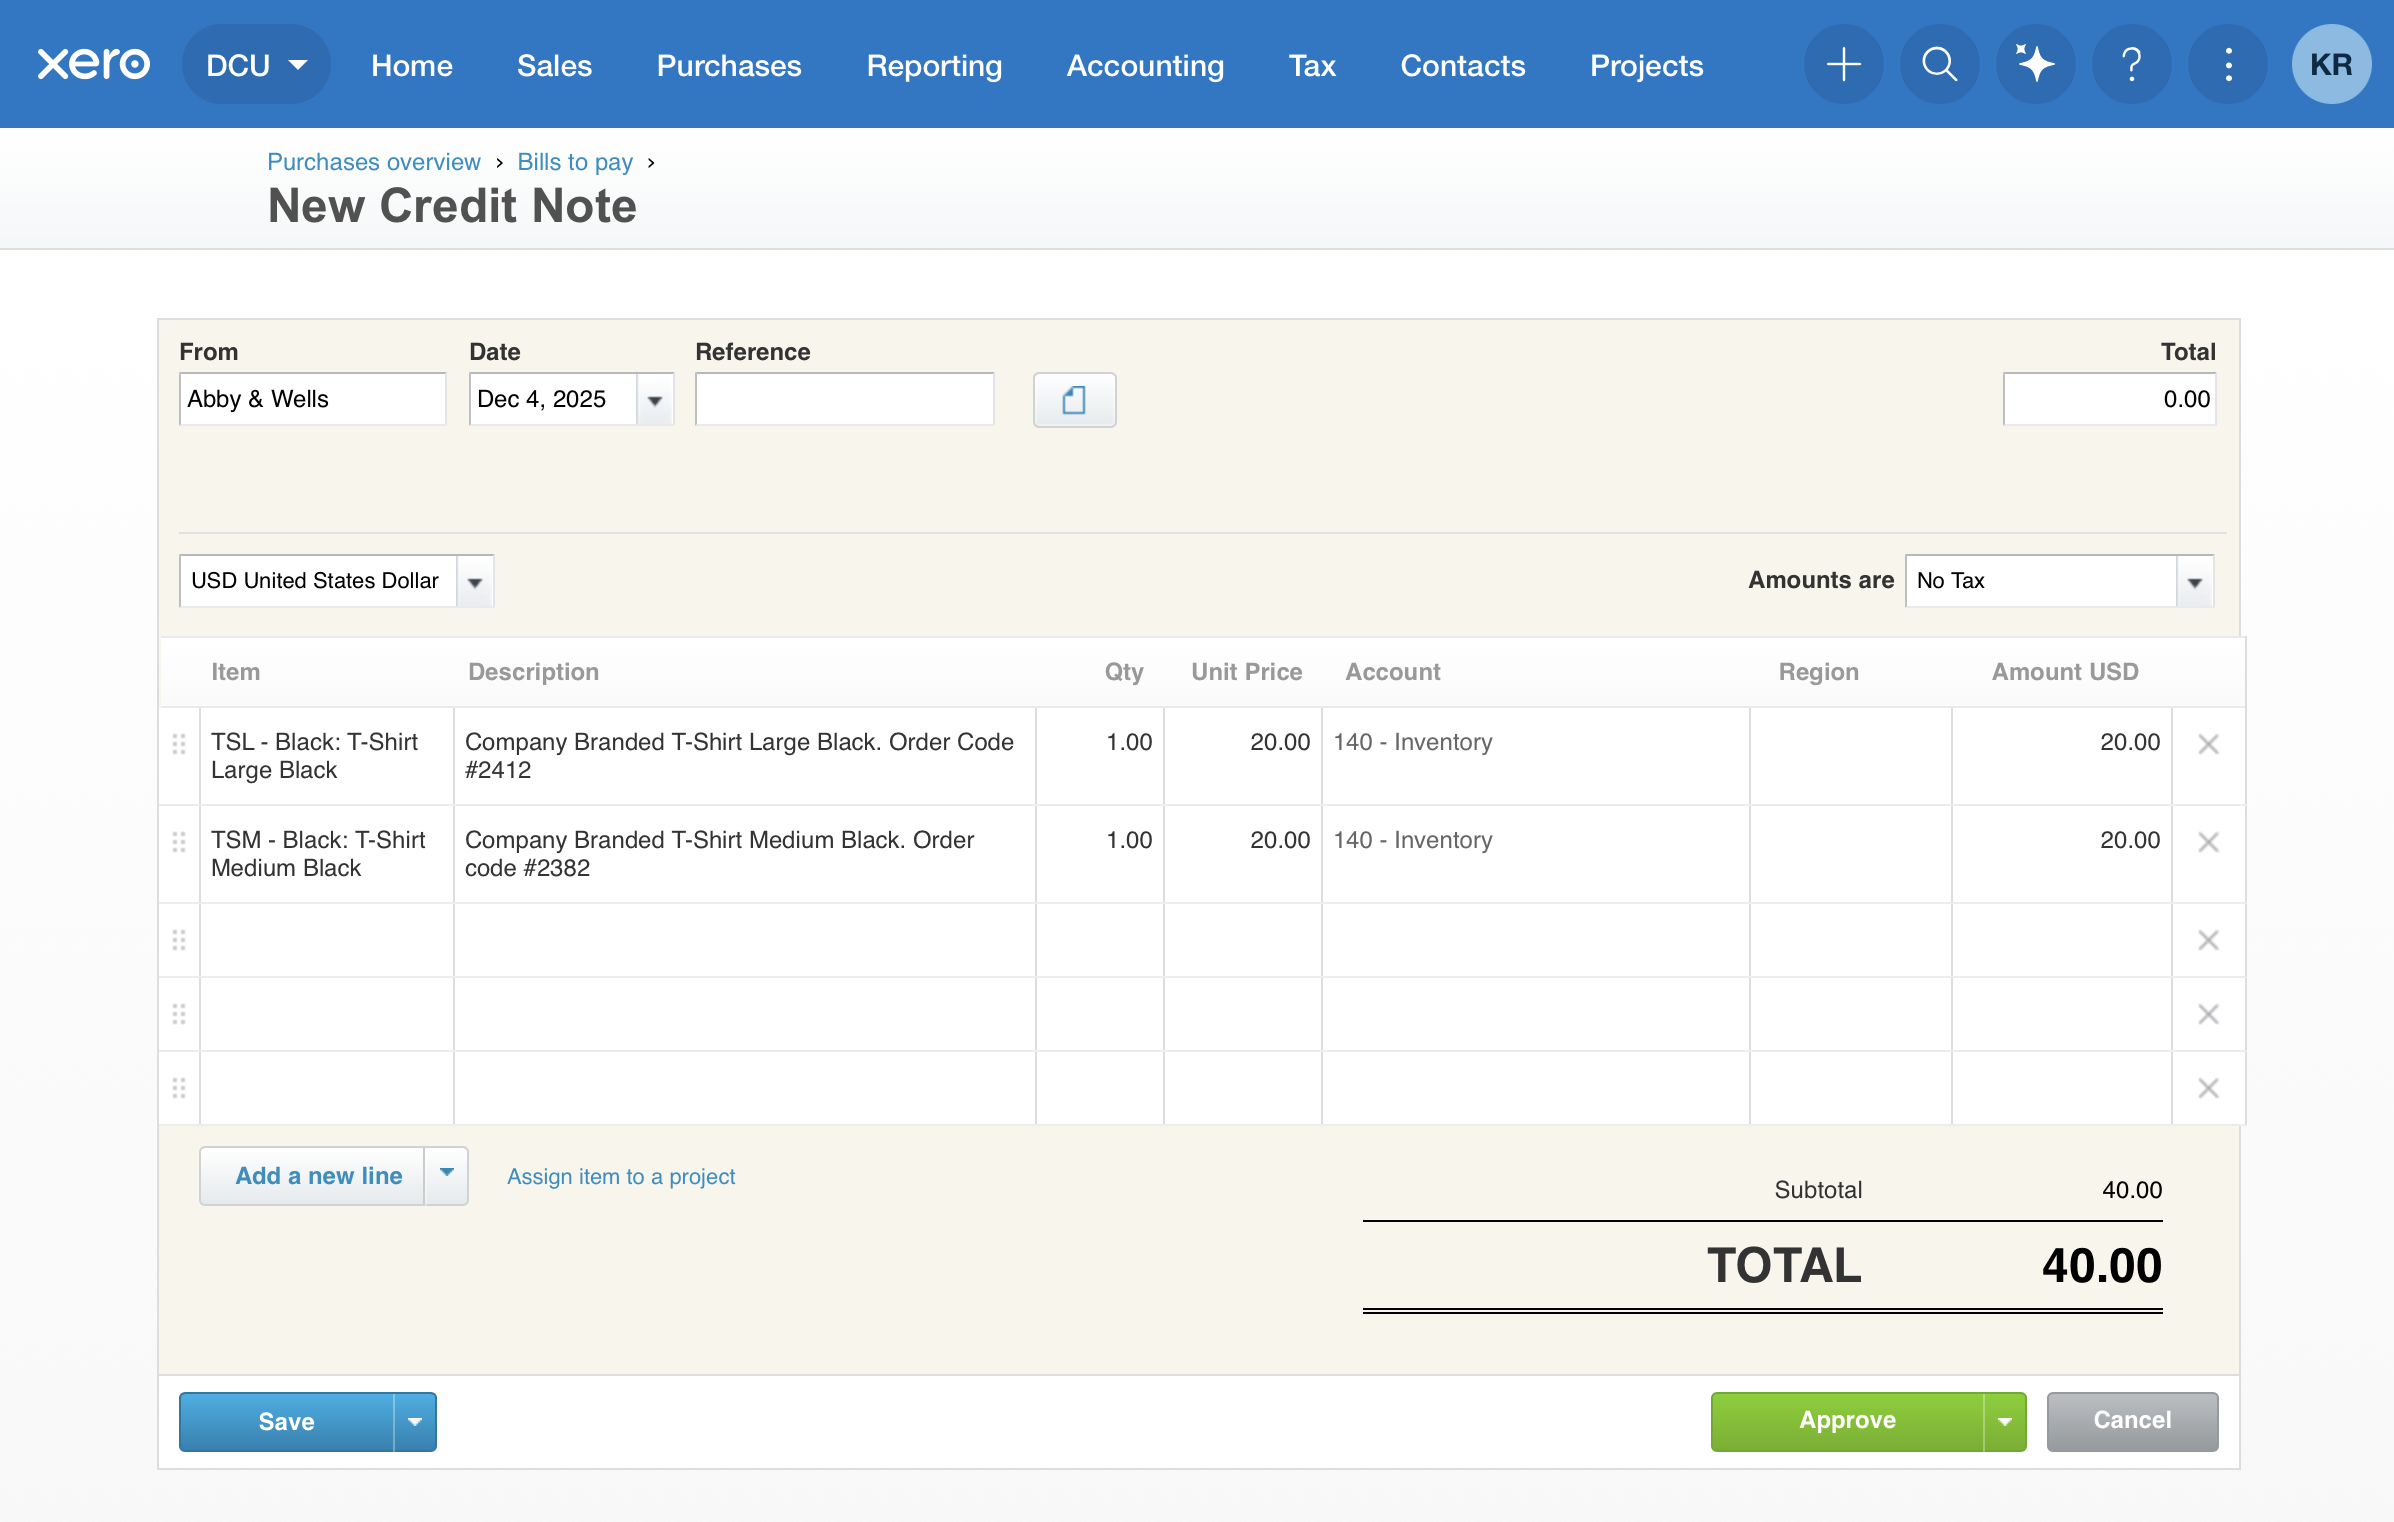 xero
DCU
Home
Sales
Purchases
Reporting
Accounting
Tax
Contacts
Projects
?
KR
Purchases overview › Bills to pay ›
New Credit Note
From
Date
Reference
Total
Abby & Wells
Dec 4, 2025
0.00
USD United States Dollar
Amounts are
No Tax
Item
Description
Qty
Unit Price
Account
Region
Amount USD
TSL - Black: T-Shirt
Large Black
Company Branded T-Shirt Large Black. Order Code
#2412
1.00
20.00
140 - Inventory
20.00
TSM - Black: T-Shirt
Medium Black
Company Branded T-Shirt Medium Black. Order
code #2382
1.00
20.00
140 - Inventory
20.00
Add a new line
Assign item to a project
Subtotal
40.00
TOTAL
40.00
Save
Approve
Cancel